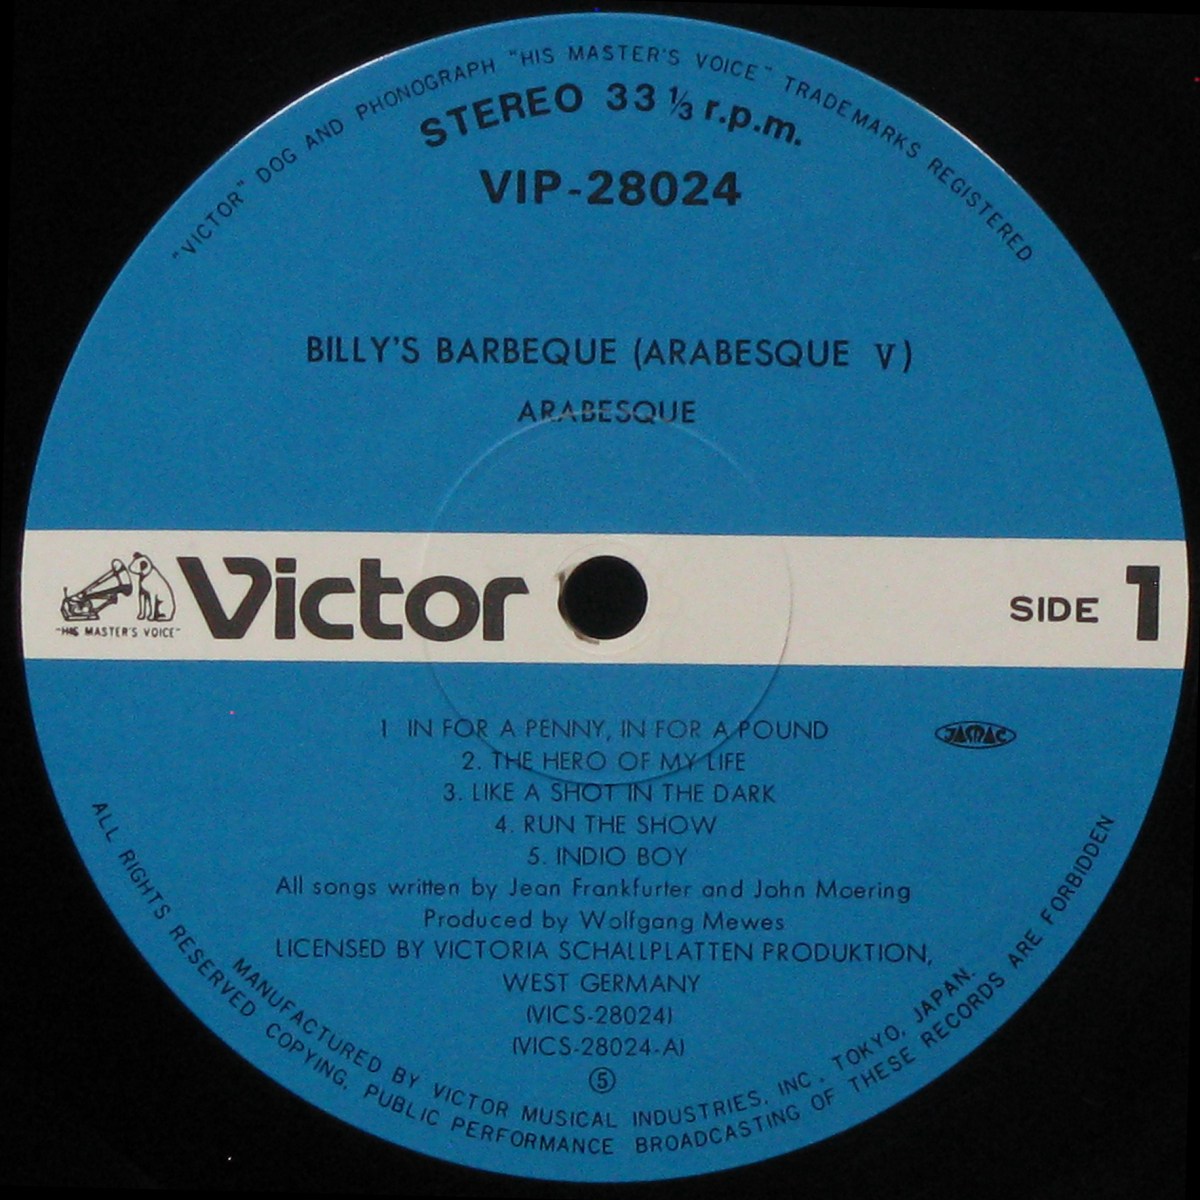 "VICTOR" DOG AND PHONOGRAPH "HIS MASTER'S VOICE" TRADEMARKS REGISTERED
STEREO 33 ⅓ r.p.m.
VIP-28024
BILLY'S BARBEQUE (ARABESQUE V)
ARABESQUE
"HIS MASTER'S VOICE"
Victor
SIDE 1
1 IN FOR A PENNY, IN FOR A POUND
JASRAC
2. THE HERO OF MY LIFE
3. LIKE A SHOT IN THE DARK
4. RUN THE SHOW
5. INDIO BOY
All songs written by Jean Frankfurter and John Moering
Produced by Wolfgang Mewes
LICENSED BY VICTORIA SCHALLPLATTEN PRODUKTION,
WEST GERMANY
(VICS-28024)
(VICS-28024-A)
⑤
MANUFACTURED BY VICTOR MUSICAL INDUSTRIES, INC. TOKYO, JAPAN.
ALL RIGHTS RESERVED COPYING, PUBLIC PERFORMANCE BROADCASTING OF THESE RECORDS ARE FORBIDDEN